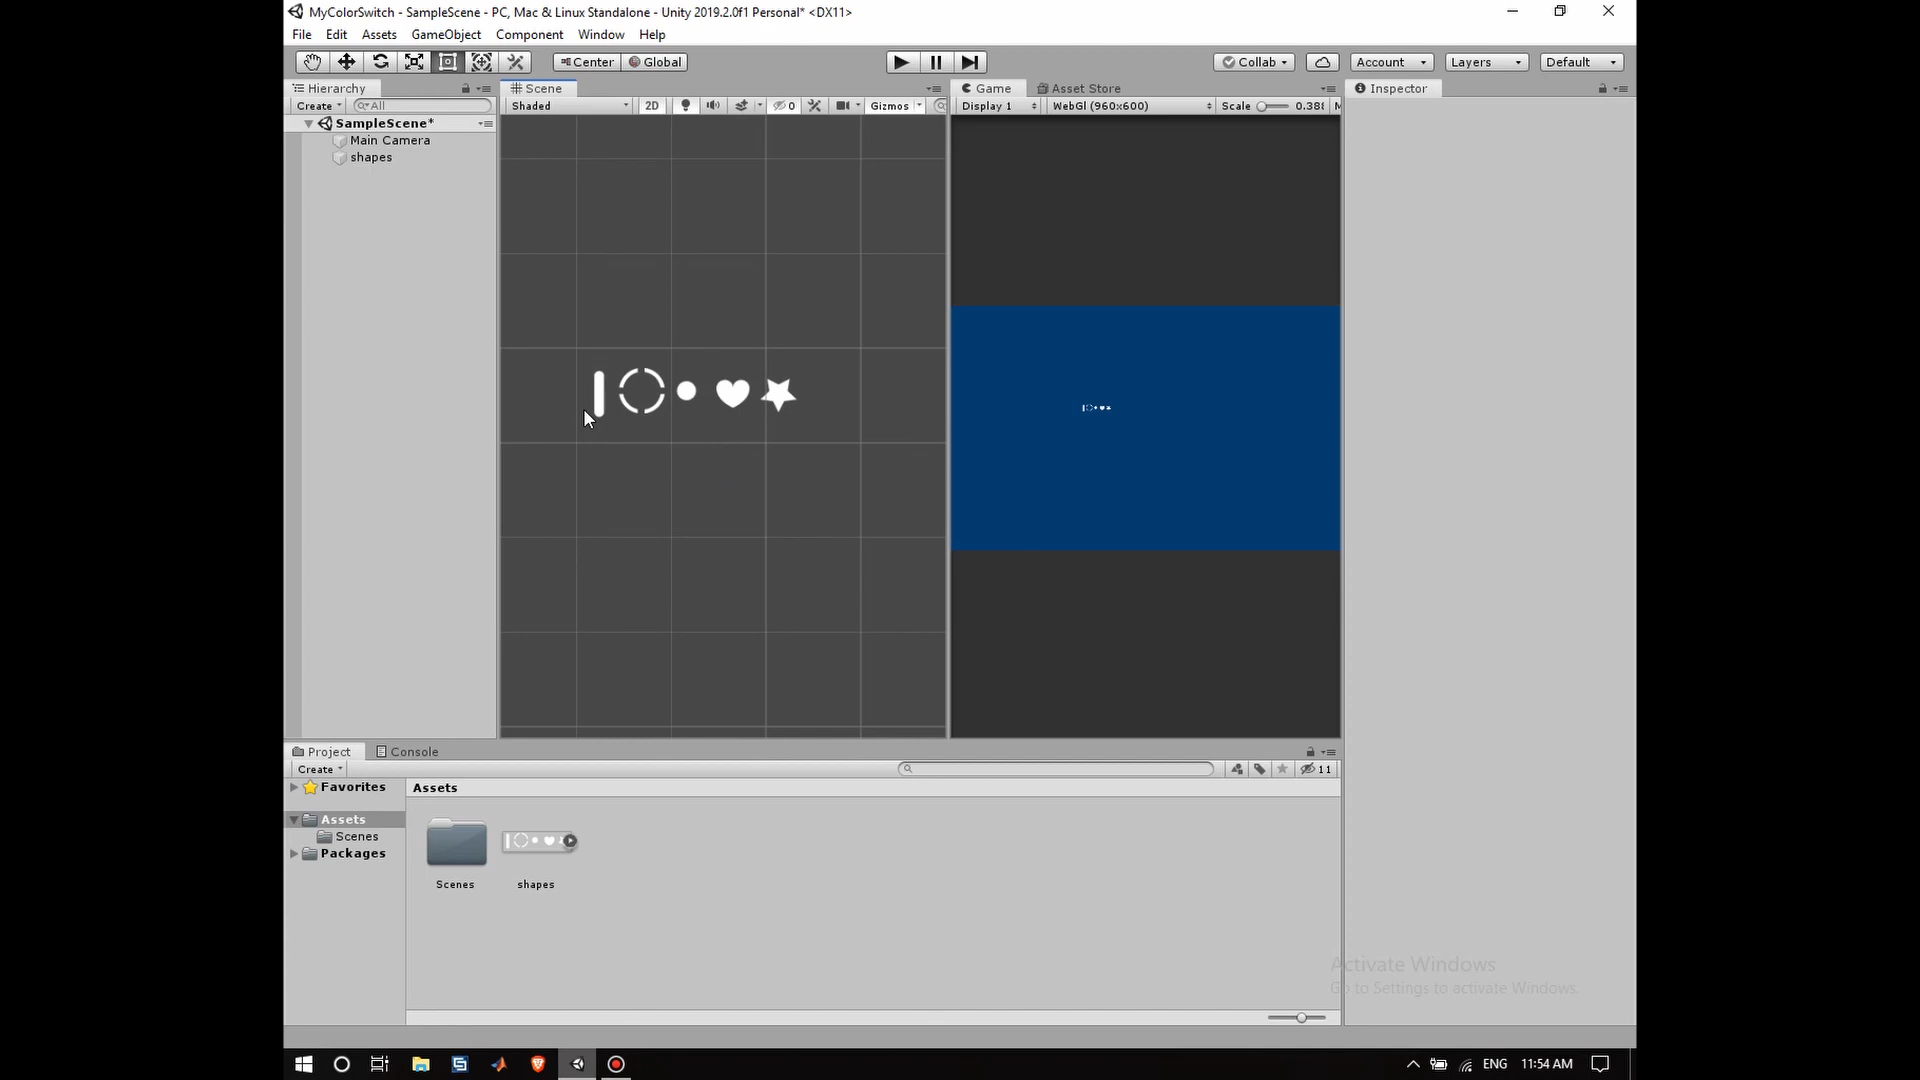 MyColorSwitch - SampleScene - PC, Mac & Linux Standalone - Unity 2019.2.0f1 Personal* <DX11>
File Edit Assets GameObject Component Window Help
Center Global Collab Account Layers Default
Hierarchy Scene Game Asset Store Inspector
Create All Shaded 2D 0 Gizmos Display 1 WebGl (960x600) Scale 0.388 M
SampleScene*
Main Camera
shapes
Project Console
Create 11
Favorites
Assets
Assets
Scenes
Packages
Scenes shapes
Activate Windows
Go to Settings to activate Windows.
ENG 11:54 AM